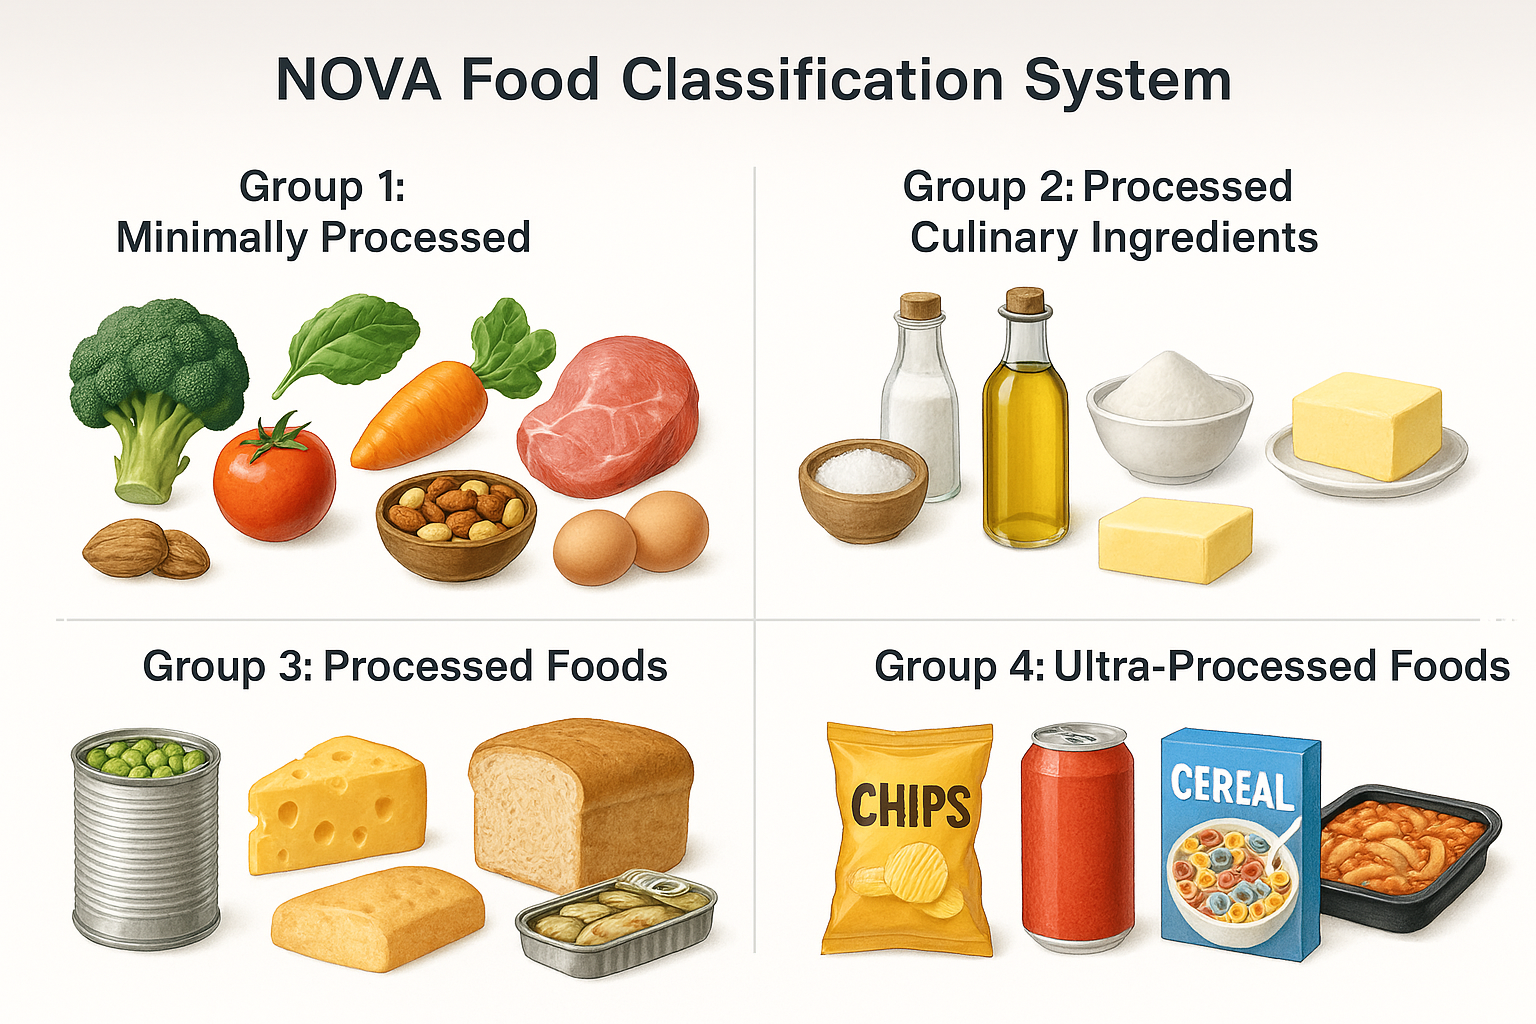 NOVA Food Classification System
Group 1:
Minimally Processed
Group 2: Processed
Culinary Ingredients
Group 3: Processed Foods
Group 4: Ultra-Processed Foods
CHIPS
CEREAL